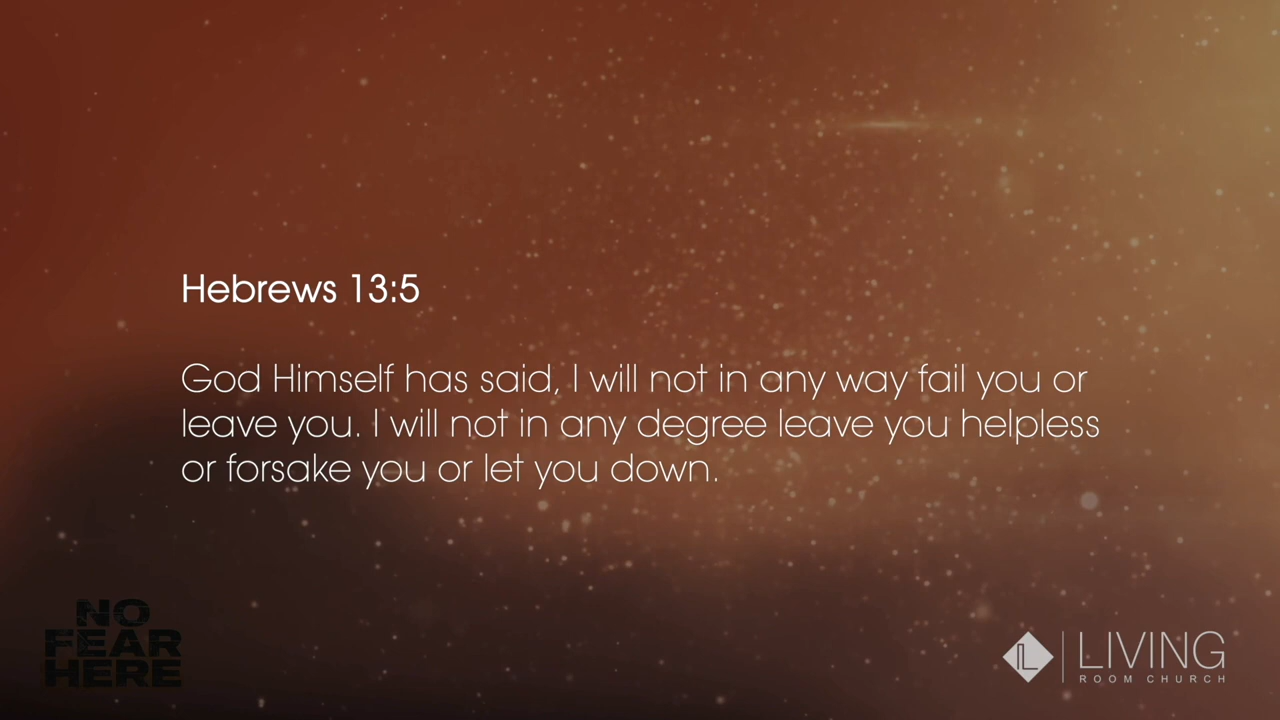 Hebrews 13:5
God Himself has said, I will not in any way fail you or
leave you. I will not in any degree leave you helpless
or forsake you or let you down.
NO
FEAR
HERE
LIVING
ROOM CHURCH